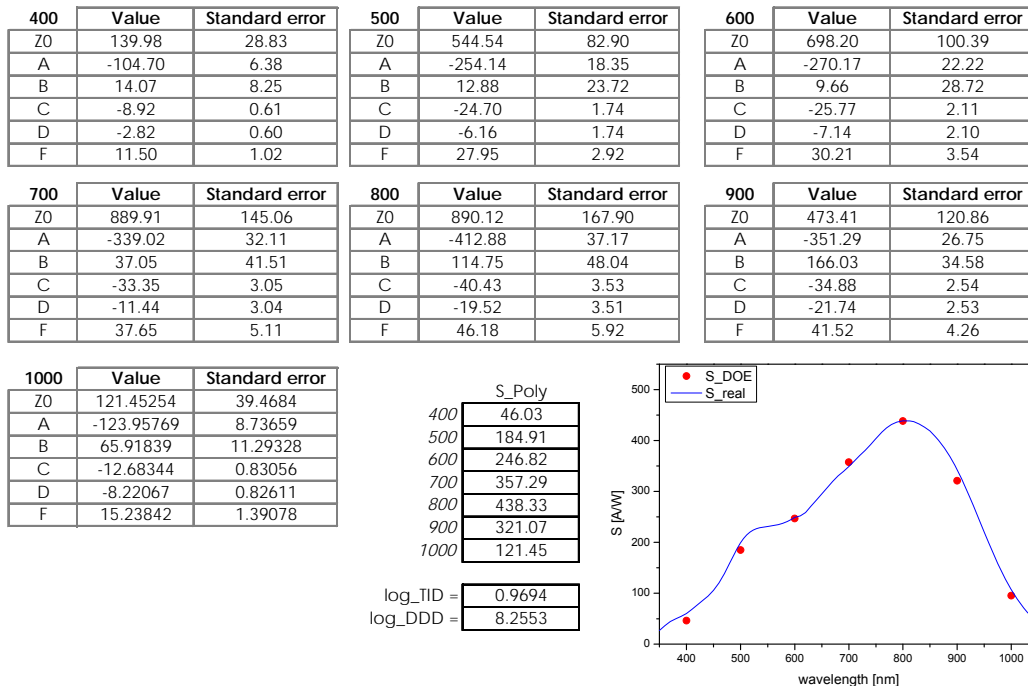 400 Value Standard error
Z0 139.98 28.83
A -104.70 6.38
B 14.07 8.25
C -8.92 0.61
D -2.82 0.60
F 11.50 1.02
500 Value Standard error
Z0 544.54 82.90
A -254.14 18.35
B 12.88 23.72
C -24.70 1.74
D -6.16 1.74
F 27.95 2.92
600 Value Standard error
Z0 698.20 100.39
A -270.17 22.22
B 9.66 28.72
C -25.77 2.11
D -7.14 2.10
F 30.21 3.54
700 Value Standard error
Z0 889.91 145.06
A -339.02 32.11
B 37.05 41.51
C -33.35 3.05
D -11.44 3.04
F 37.65 5.11
800 Value Standard error
Z0 890.12 167.90
A -412.88 37.17
B 114.75 48.04
C -40.43 3.53
D -19.52 3.51
F 46.18 5.92
900 Value Standard error
Z0 473.41 120.86
A -351.29 26.75
B 166.03 34.58
C -34.88 2.54
D -21.74 2.53
F 41.52 4.26
1000 Value Standard error
Z0 121.45254 39.4684
A -123.95769 8.73659
B 65.91839 11.29328
C -12.68344 0.83056
D -8.22067 0.82611
F 15.23842 1.39078
S_Poly
400 46.03
500 184.91
600 246.82
700 357.29
800 438.33
900 321.07
1000 121.45
log_TID = 0.9694
log_DDD = 8.2553
S_DOE
S_real
S [A/W]
500
400
300
200
100
0
400 500 600 700 800 900 1000
wavelength [nm]